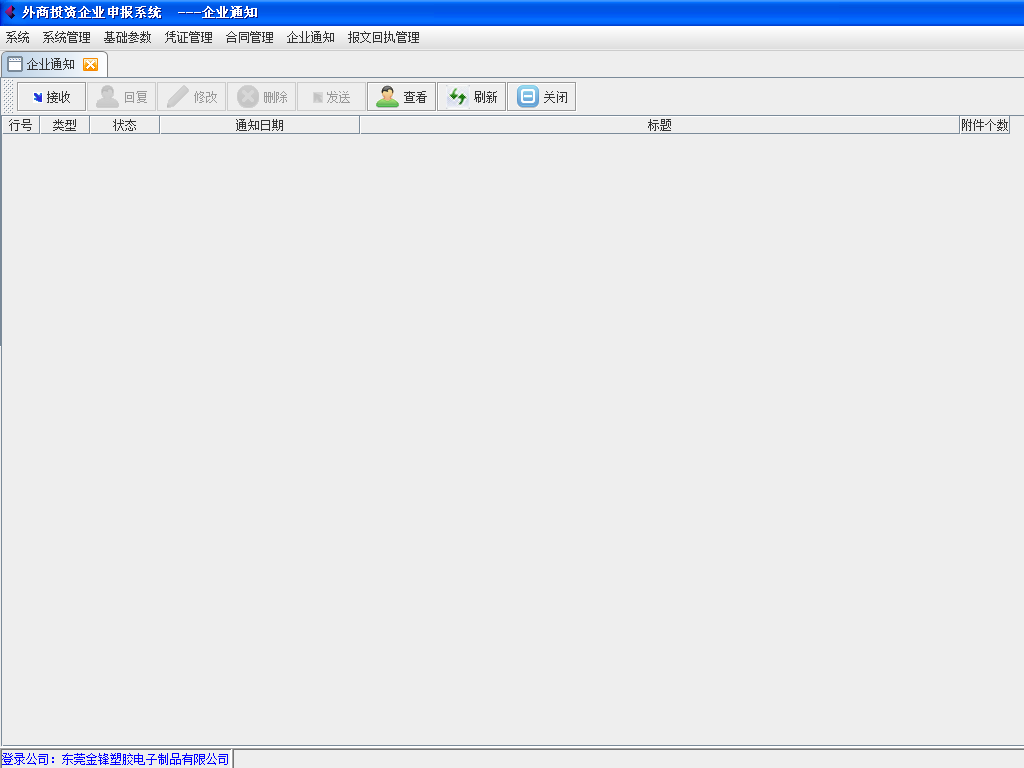 外商投资企业申报系统 ---企业通知
系统 系统管理 基础参数 凭证管理 合同管理 企业通知 报文回执管理
企业通知
接收 回复 修改 删除 发送 查看 刷新 关闭
行号 类型 状态 通知日期 标题 附件个数
登录公司：东莞金锋塑胶电子制品有限公司